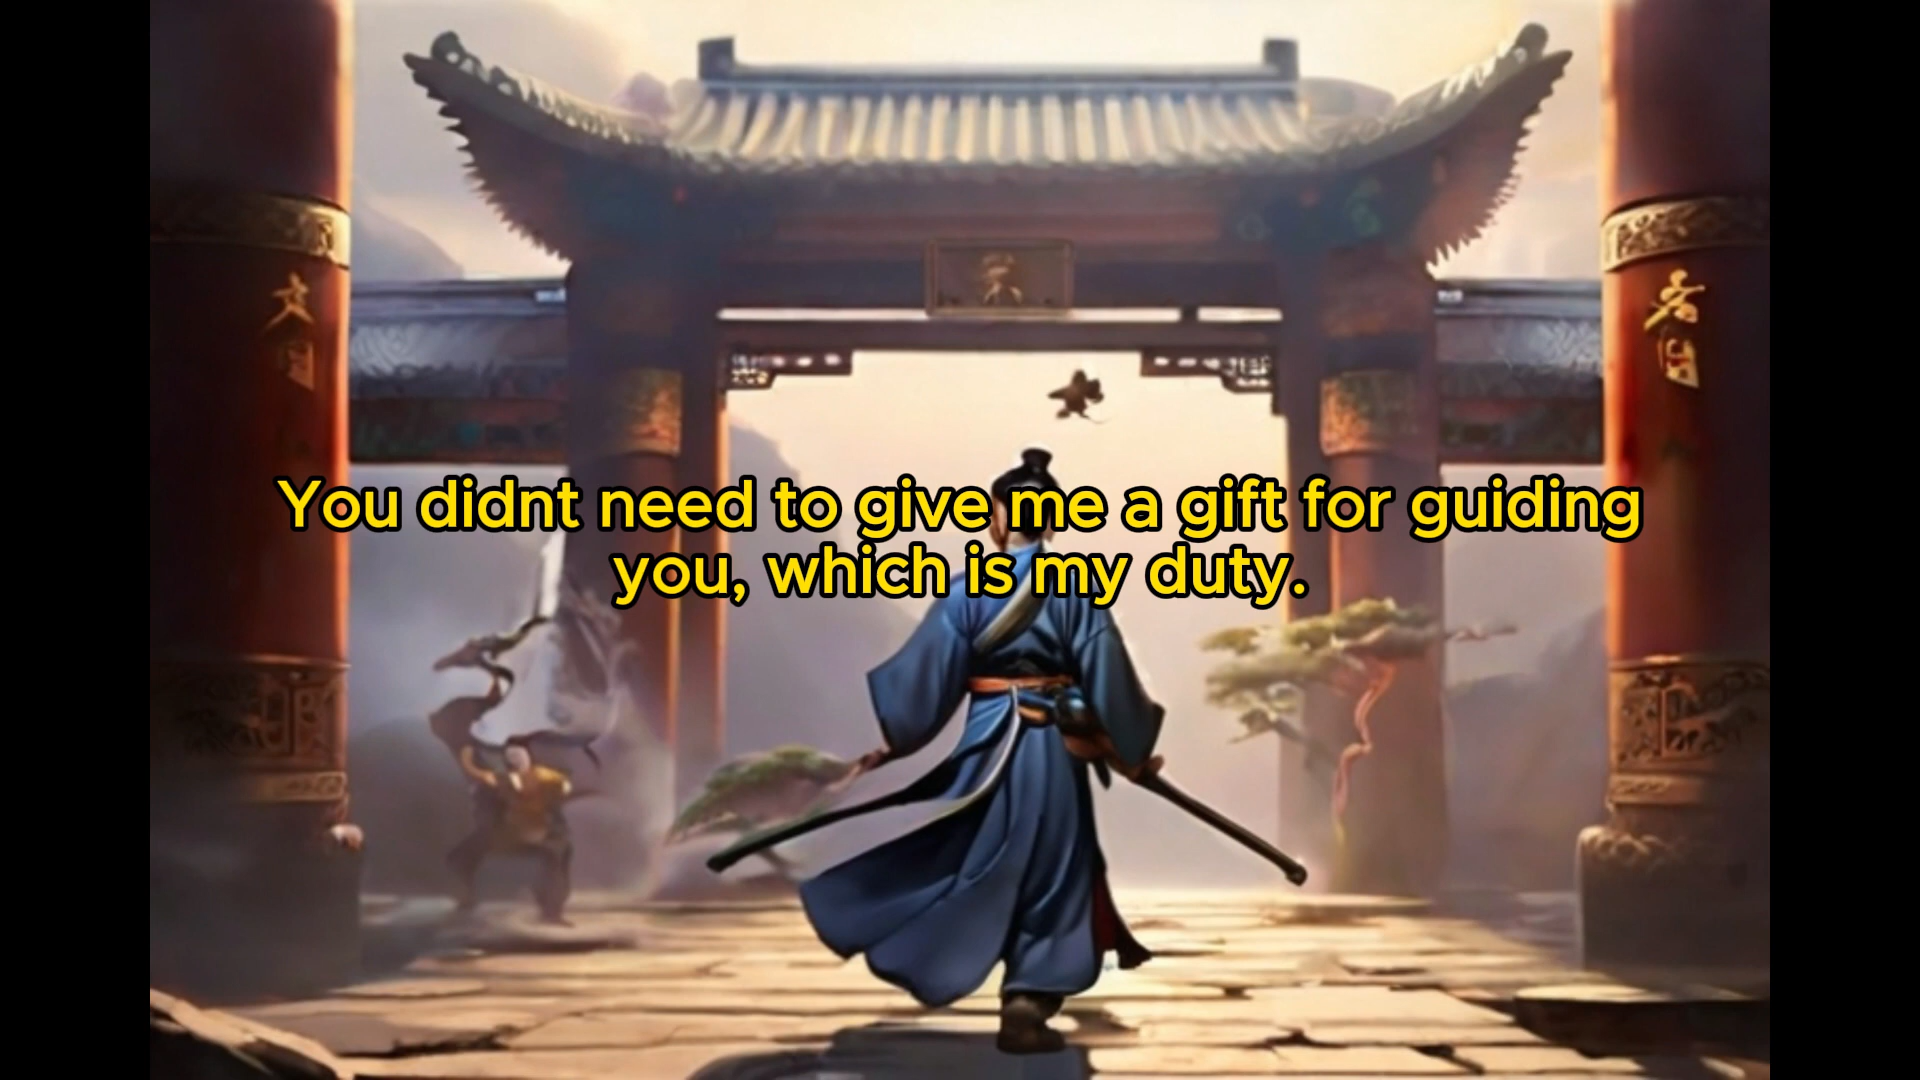 You didnt need to give me a gift for guiding
you, which is my duty.